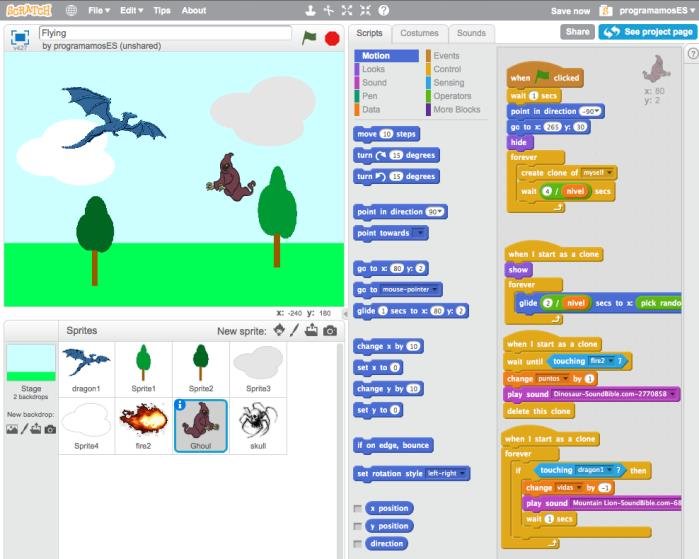 SCRATCH File▼ Edit▼ Tips About Save now programamosES▼
Flying
by programamosES (unshared)
v427
Scripts Costumes Sounds Share See project page
Motion Events
Looks Control
Sound Sensing
Pen Operators
Data More Blocks
move 10 steps
turn 15 degrees
turn 15 degrees
point in direction 90▼
point towards
go to x: 80 y: 2
go to mouse-pointer
glide 1 secs to x: 80 y: 2
change x by 10
set x to 0
change y by 10
set y to 0
if on edge, bounce
set rotation style left-right
x position
y position
direction
x: 80
y: 2
when clicked
wait 1 secs
point in direction -90▼
go to x: 265 y: 30
hide
forever
create clone of myself
wait 4 / nivel secs
when I start as a clone
show
forever
glide 2 / nivel secs to x: pick rando
when I start as a clone
wait until touching fire2 ?
change puntos by 1
play sound Dinosaur-SoundBible.com-2770858
delete this clone
when I start as a clone
forever
if touching dragon1 ? then
change vidas by -1
play sound Mountain Lion-SoundBible.com-68
wait 1 secs
x: -240 y: 180
Sprites New sprite:
Stage
2 backdrops
New backdrop:
dragon1 Sprite1 Sprite2 Sprite3
Sprite4 fire2 Ghoul skull